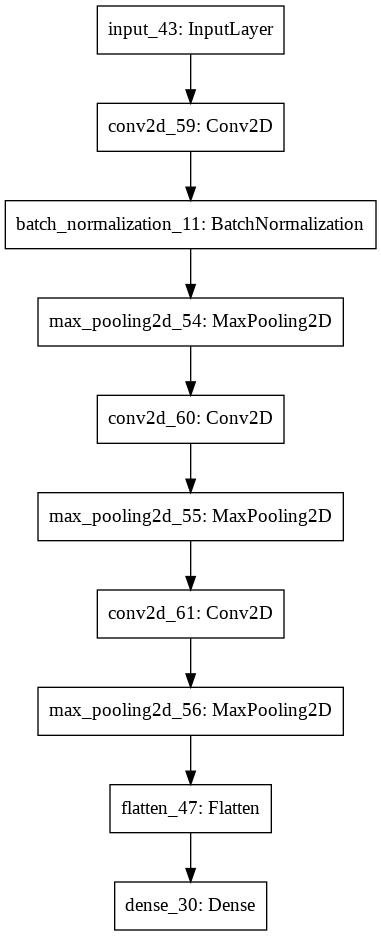 input_43: InputLayer
conv2d_59: Conv2D
batch_normalization_11: BatchNormalization
max_pooling2d_54: MaxPooling2D
conv2d_60: Conv2D
max_pooling2d_55: MaxPooling2D
conv2d_61: Conv2D
max_pooling2d_56: MaxPooling2D
flatten_47: Flatten
dense_30: Dense